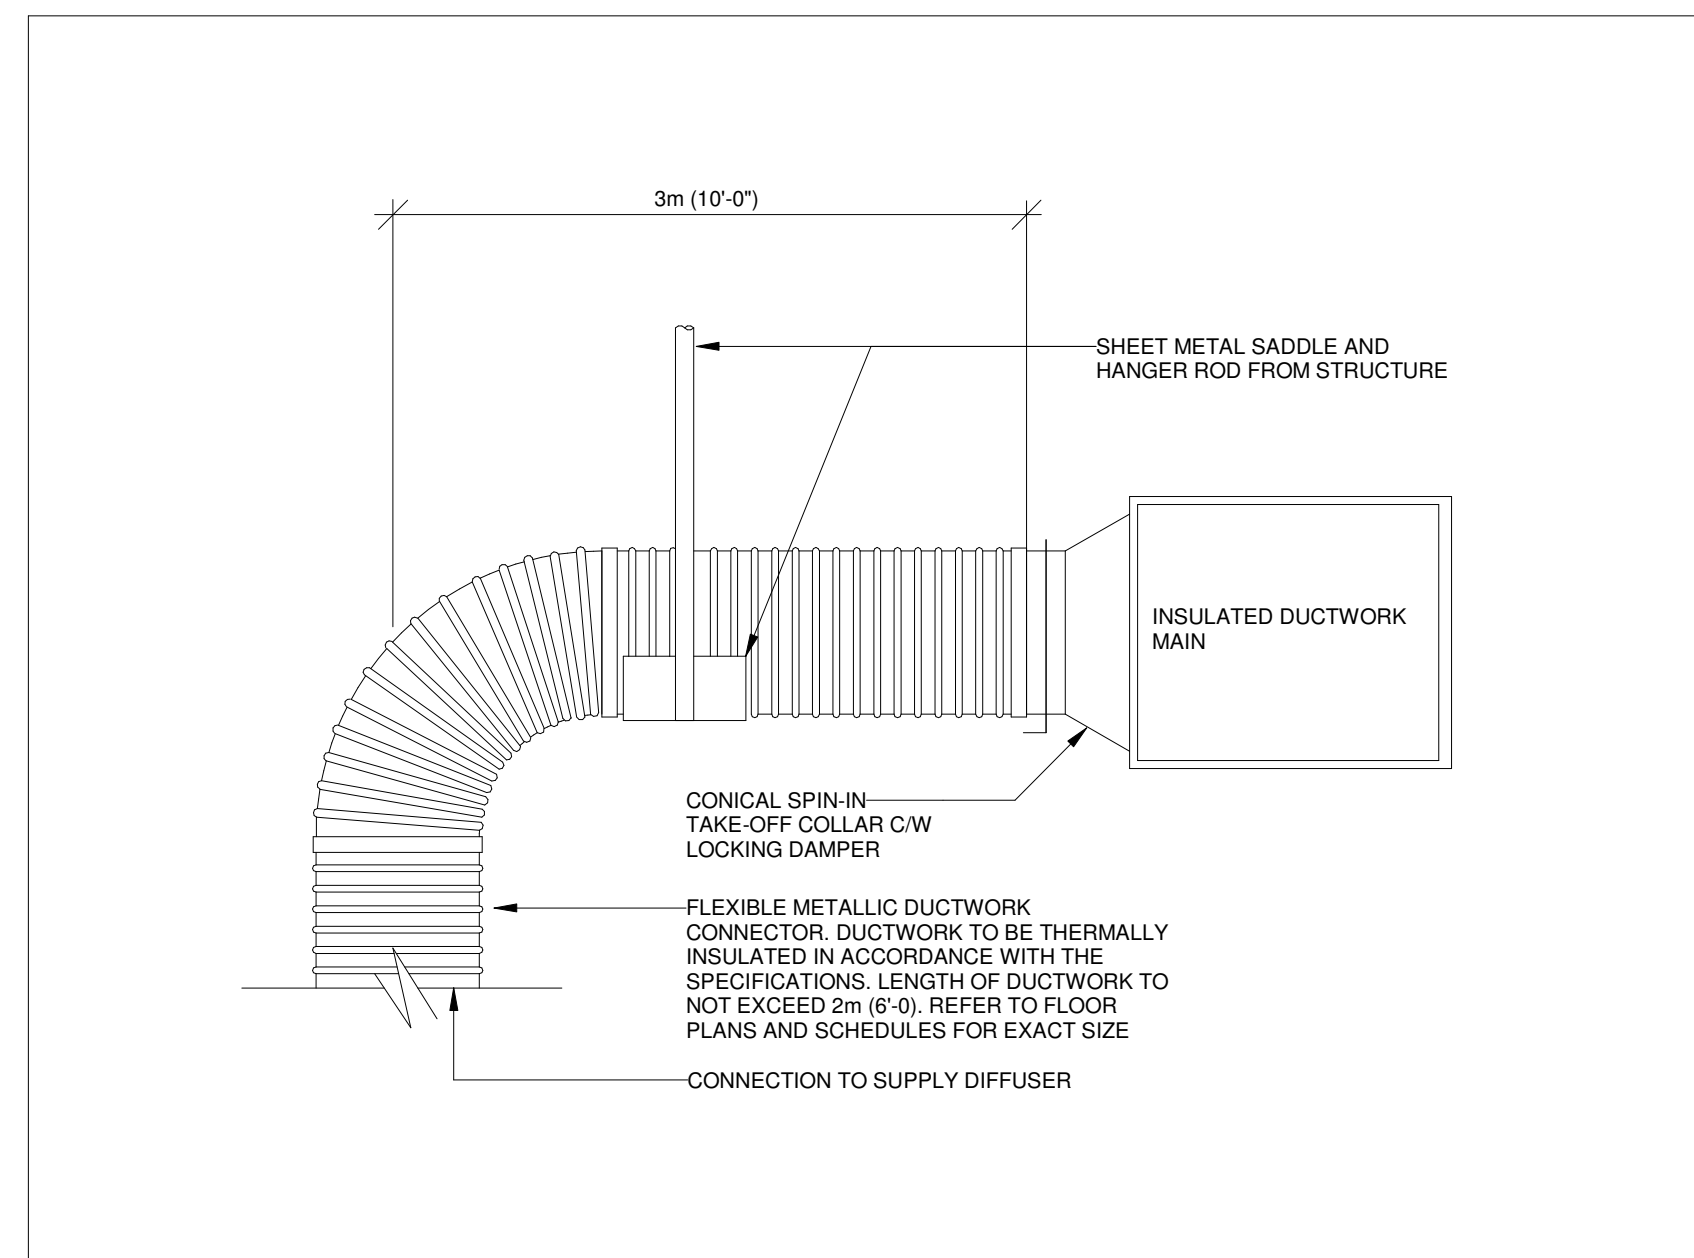 3m (10'-0")
SHEET METAL SADDLE AND
HANGER ROD FROM STRUCTURE
INSULATED DUCTWORK
MAIN
CONICAL SPIN-IN
TAKE-OFF COLLAR C/W
LOCKING DAMPER
FLEXIBLE METALLIC DUCTWORK
CONNECTOR. DUCTWORK TO BE THERMALLY
INSULATED IN ACCORDANCE WITH THE
SPECIFICATIONS. LENGTH OF DUCTWORK TO
NOT EXCEED 2m (6'-0). REFER TO FLOOR
PLANS AND SCHEDULES FOR EXACT SIZE
CONNECTION TO SUPPLY DIFFUSER